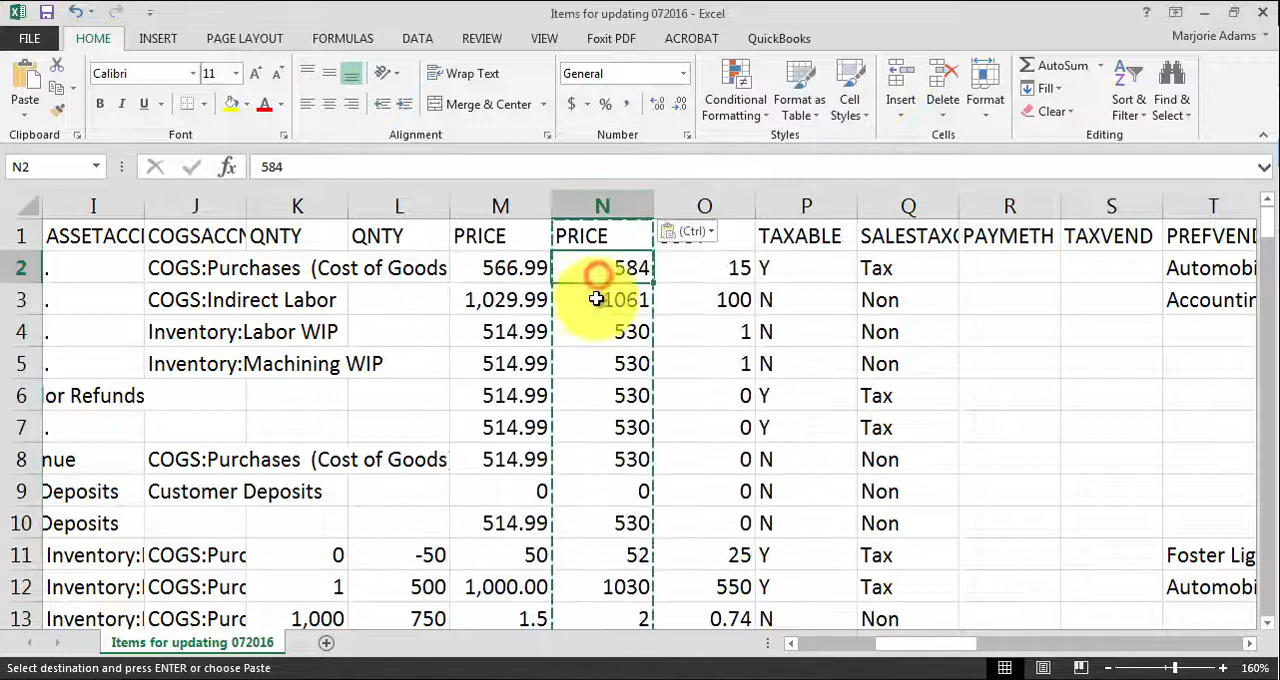 Items for updating 072016 - Excel
FILE HOME INSERT PAGE LAYOUT FORMULAS DATA REVIEW VIEW Foxit PDF ACROBAT QuickBooks Marjorie Adams
Calibri 11 Wrap Text General AutoSum
Paste B I U Merge & Center $ % Conditional Formatting Format as Table Cell Styles Insert Delete Format Fill Clear Sort & Filter Find & Select
Clipboard Font Alignment Number Styles Cells Editing
N2 fx 584
I J K L M N O P Q R S T
1 ASSETACC COGSACCN QNTY QNTY PRICE PRICE (Ctrl) TAXABLE SALESTAXC PAYMETH TAXVEND PREFVEND
2 . COGS:Purchases (Cost of Goods 566.99 584 15 Y Tax Automobi
3 . COGS:Indirect Labor 1,029.99 1061 100 N Non Accountin
4 . Inventory:Labor WIP 514.99 530 1 N Non
5 . Inventory:Machining WIP 514.99 530 1 N Non
6 or Refunds 514.99 530 0 Y Tax
7 . 514.99 530 0 Y Tax
8 nue COGS:Purchases (Cost of Goods 514.99 530 0 N Non
9 Deposits Customer Deposits 0 0 0 N Non
10 Deposits 514.99 530 0 N Non
11 Inventory: COGS:Purc 0 -50 50 52 25 Y Tax Foster Lig
12 Inventory: COGS:Purc 1 500 1,000.00 1030 550 Y Tax Automobi
13 Inventory: COGS:Purc 1,000 750 1.5 2 0.74 N Non
Items for updating 072016
Select destination and press ENTER or choose Paste 160%